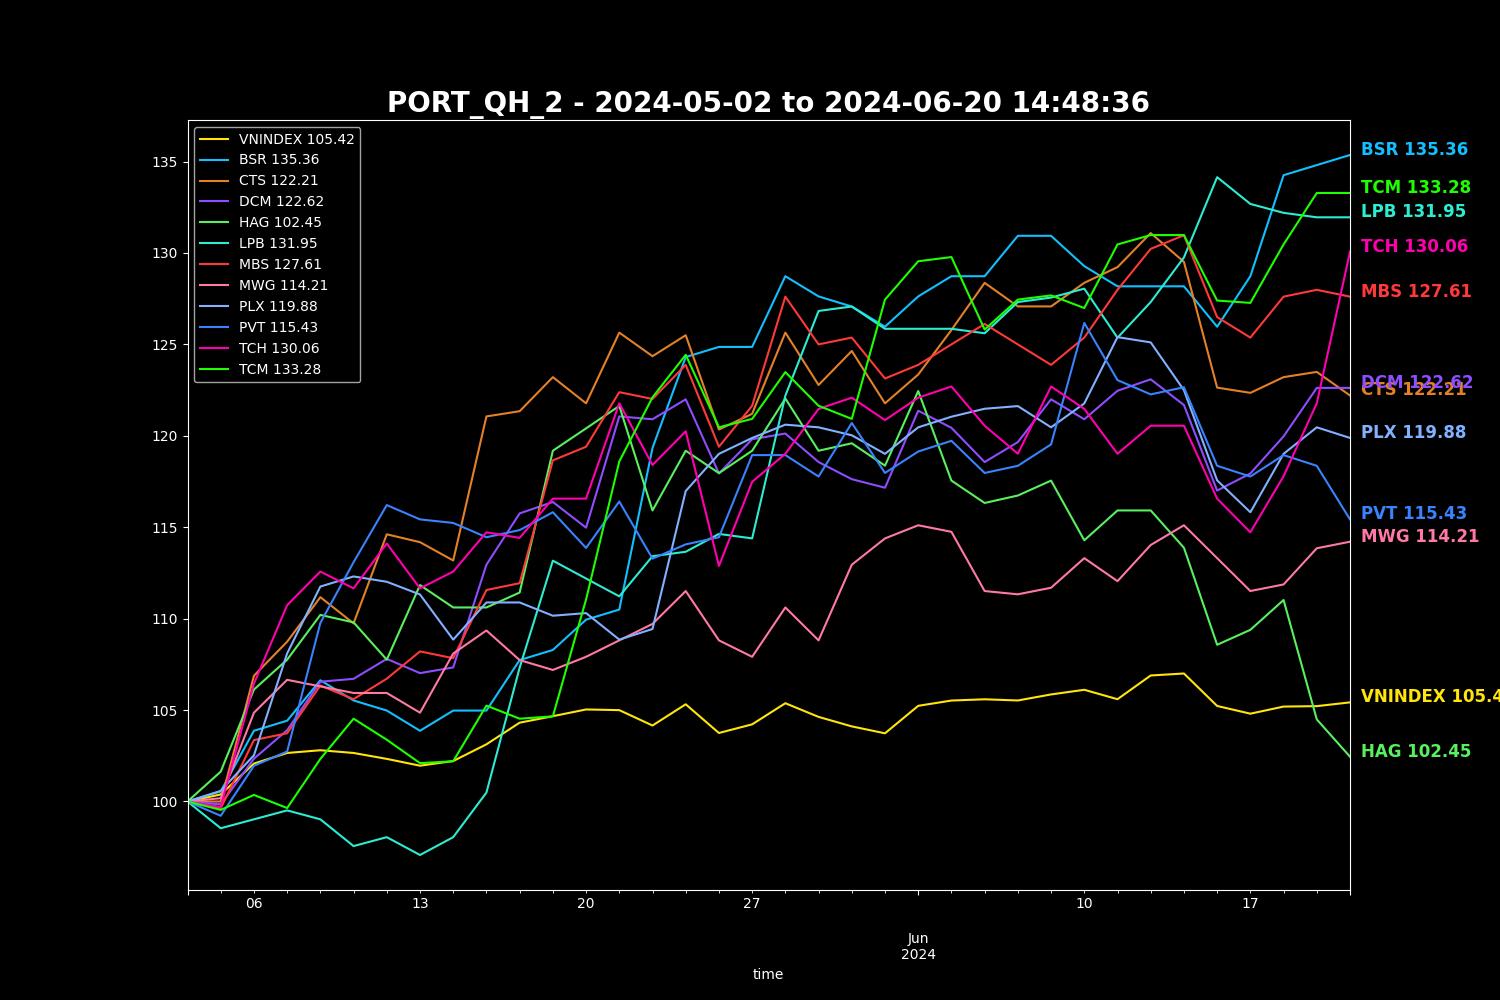 PORT_QH_2 - 2024-05-02 to 2024-06-20 14:48:36
VNINDEX 105.42
BSR 135.36
CTS 122.21
DCM 122.62
HAG 102.45
LPB 131.95
MBS 127.61
MWG 114.21
PLX 119.88
PVT 115.43
TCH 130.06
TCM 133.28
135
130
125
120
115
110
105
100
BSR 135.36
TCM 133.28
LPB 131.95
TCH 130.06
MBS 127.61
DCM 122.62
CTS 122.21
PLX 119.88
PVT 115.43
MWG 114.21
VNINDEX 105.4
HAG 102.45
06 13 20 27 10 17
Jun
2024
time